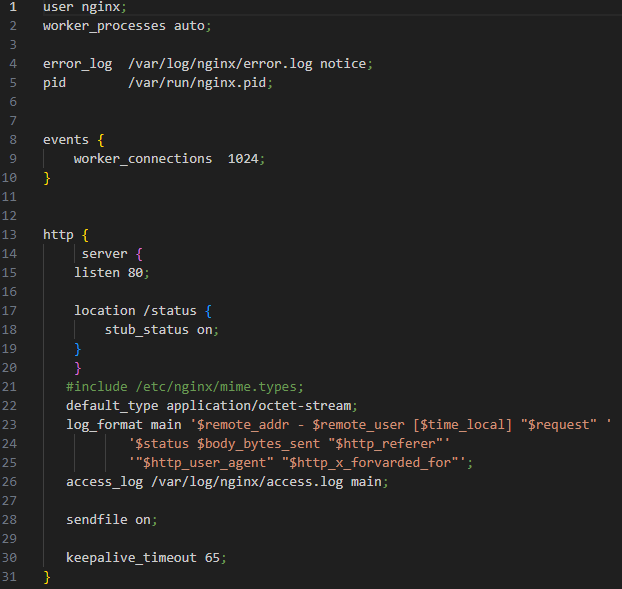 1 user nginx;
2 worker_processes auto;
3
4 error_log  /var/log/nginx/error.log notice;
5 pid        /var/run/nginx.pid;
6
7
8 events {
9     worker_connections  1024;
10 }
11
12
13 http {
14      server {
15     listen 80;
16
17     location /status {
18         stub_status on;
19     }
20     }
21    #include /etc/nginx/mime.types;
22    default_type application/octet-stream;
23    log_format main '$remote_addr - $remote_user [$time_local] "$request" '
24            '$status $body_bytes_sent "$http_referer"'
25            '"$http_user_agent" "$http_x_forvarded_for"';
26    access_log /var/log/nginx/access.log main;
27
28    sendfile on;
29
30    keepalive_timeout 65;
31 }